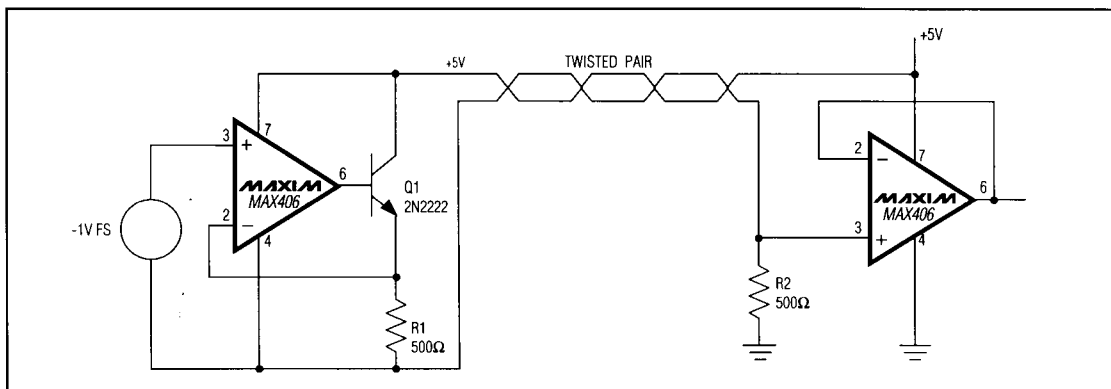 +5V
+5V
TWISTED PAIR
3
+
7
MAXIM
MAX406
6
2
−
4
Q1
2N2222
-1V FS
R1
500Ω
2
−
7
MAXIM
MAX406
6
3
+
4
R2
500Ω